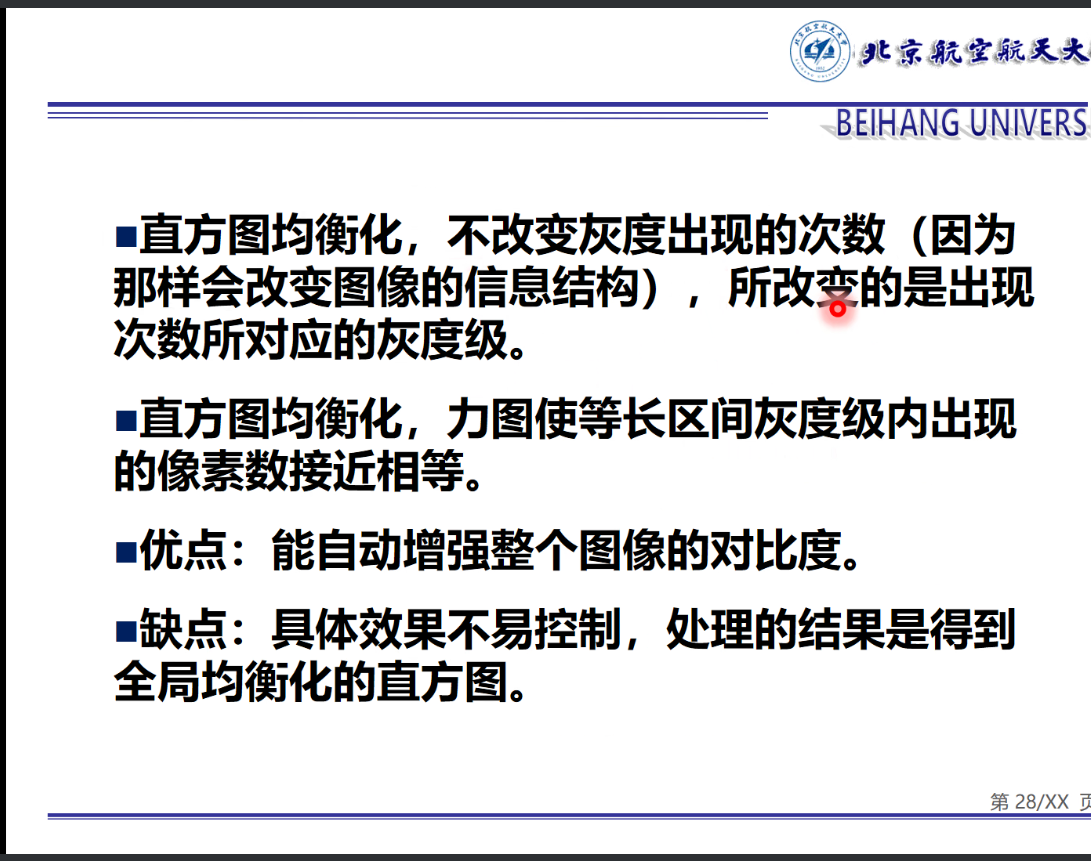 北京航空航天大
BEIHANG UNIVERS
■直方图均衡化，不改变灰度出现的次数（因为
那样会改变图像的信息结构），所改变的是出现
次数所对应的灰度级。
■直方图均衡化，力图使等长区间灰度级内出现
的像素数接近相等。
■优点：能自动增强整个图像的对比度。
■缺点：具体效果不易控制，处理的结果是得到
全局均衡化的直方图。
第 28/XX 页